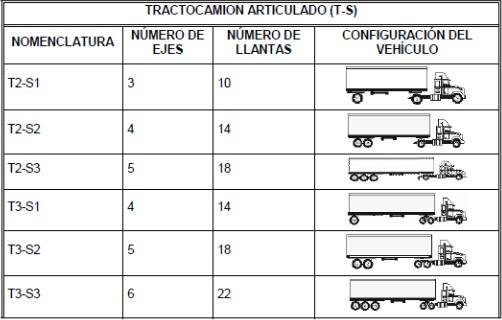 TRACTOCAMION ARTICULADO (T-S)
NOMENCLATURA NÚMERO DE EJES NÚMERO DE LLANTAS CONFIGURACIÓN DEL VEHÍCULO
T2-S1 3 10
T2-S2 4 14
T2-S3 5 18
T3-S1 4 14
T3-S2 5 18
T3-S3 6 22